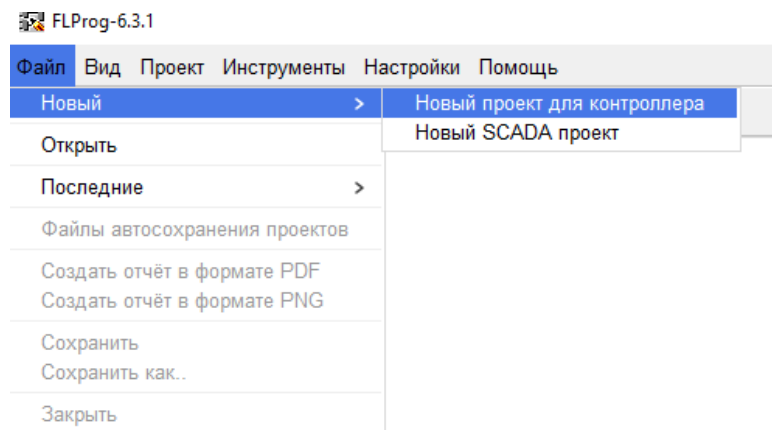 FLProg-6.3.1
Файл Вид Проект Инструменты Настройки Помощь
Новый > Новый проект для контроллера
Новый SCADA проект
Открыть
Последние >
Файлы автосохранения проектов
Создать отчёт в формате PDF
Создать отчёт в формате PNG
Сохранить
Сохранить как..
Закрыть